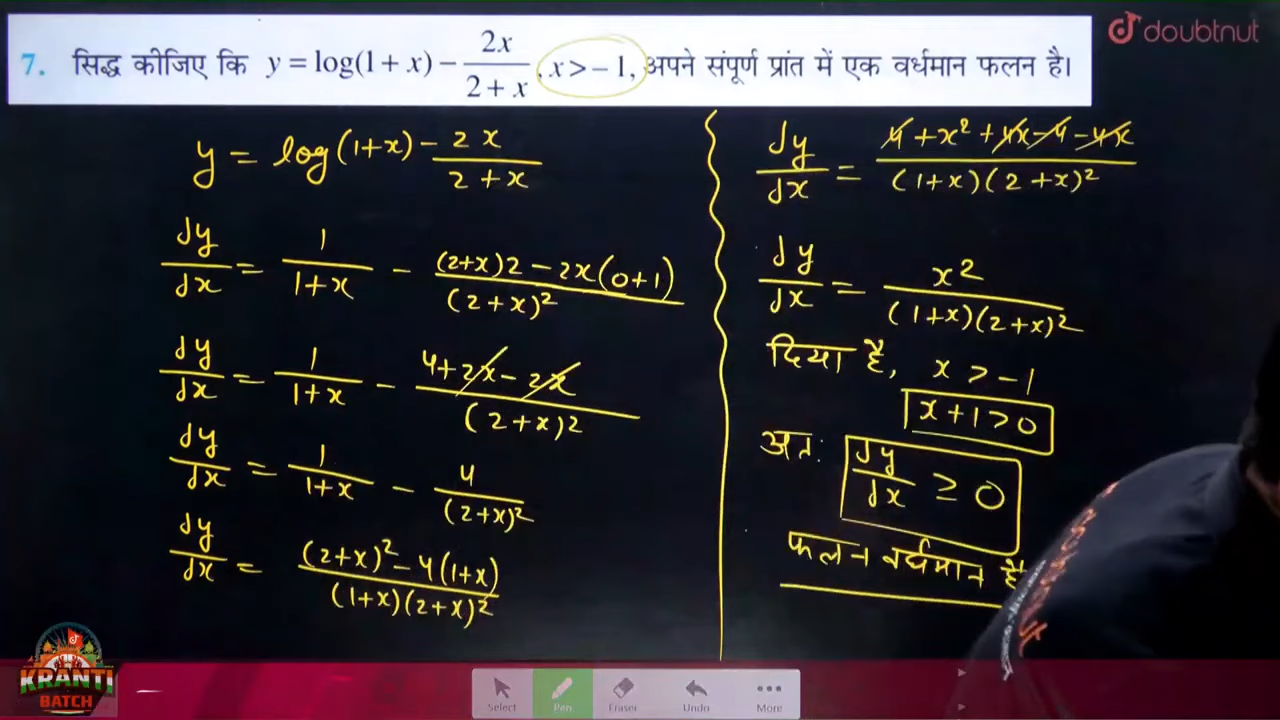 doubtnut
7. सिद्ध कीजिए कि y = log(1 + x) − 2x/(2 + x), x > −1, अपने संपूर्ण प्रांत में एक वर्धमान फलन है।
y = log(1+x) − 2x/(2+x)
dy/dx = 1/(1+x) − ((2+x)2 − 2x(0+1))/(2+x)²
dy/dx = 1/(1+x) − (4+2x−2x)/(2+x)²
dy/dx = 1/(1+x) − 4/(2+x)²
dy/dx = ((2+x)² − 4(1+x))/((1+x)(2+x)²)
dy/dx = (4+x²+4x−4−4x)/((1+x)(2+x)²)
dy/dx = x²/((1+x)(2+x)²)
दिया है, x > −1
x+1>0
अतः dy/dx ≥ 0
फलन वर्धमान है
KRANTI
BATCH
Select Pen Eraser Undo More